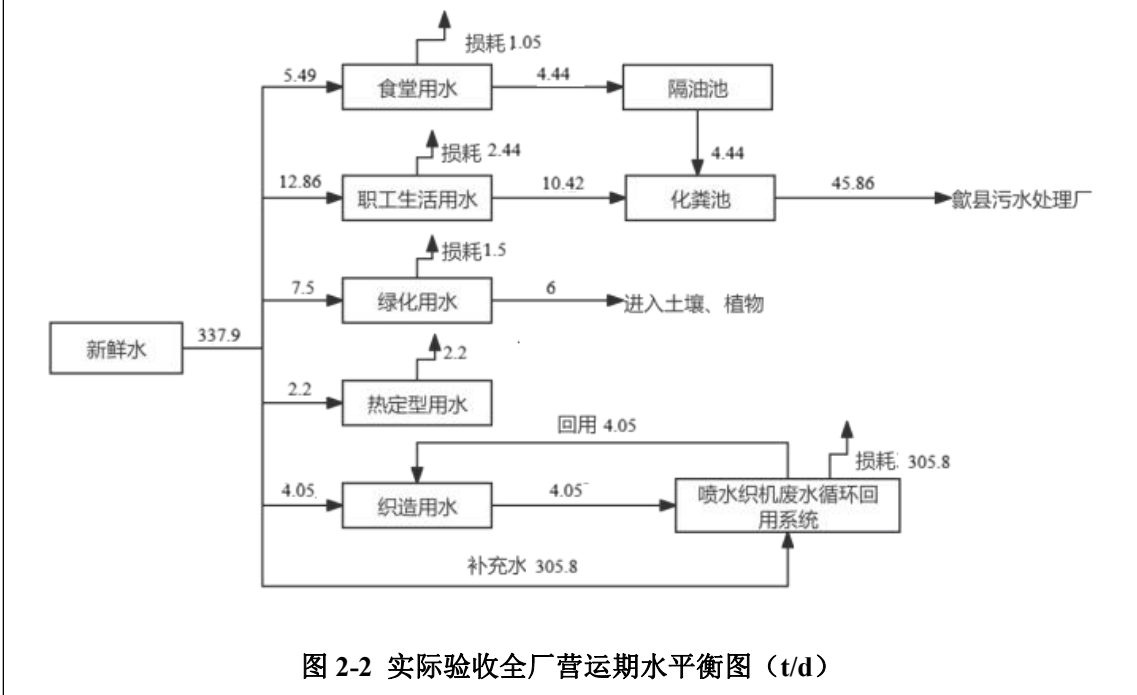 损耗1.05
5.49
食堂用水
4.44
隔油池
4.44
损耗 2.44
12.86
职工生活用水
10.42
化粪池
45.86
歙县污水处理厂
损耗1.5
7.5
绿化用水
6
进入土壤、植物
新鲜水
337.9
2.2
2.2
热定型用水
回用 4.05
损耗 305.8
4.05
织造用水
4.05
喷水织机废水循环回
用系统
补充水 305.8
图 2-2 实际验收全厂营运期水平衡图（t/d）